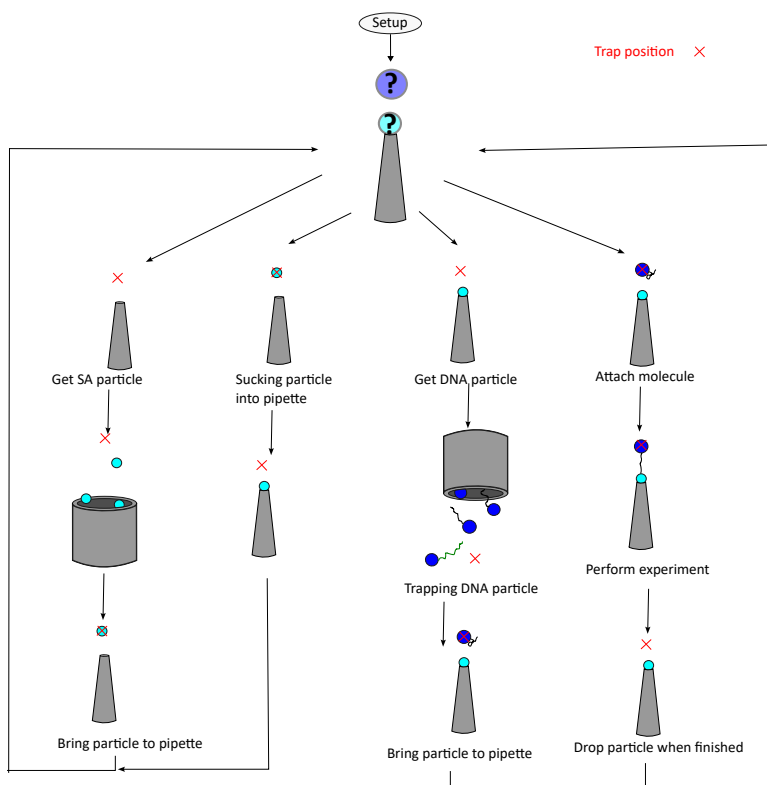 Setup
Trap position
?
?
Get SA particle
Sucking particle
into pipette
Get DNA particle
Attach molecule
Trapping DNA particle
Perform experiment
Bring particle to pipette
Bring particle to pipette
Drop particle when finished